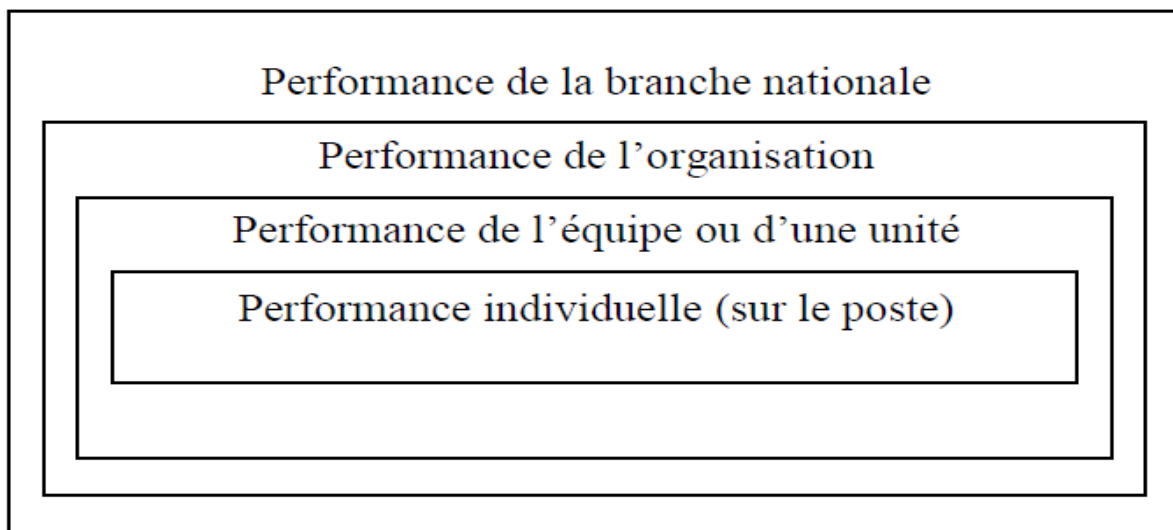 Performance de la branche nationale
Performance de l’organisation
Performance de l’équipe ou d’une unité
Performance individuelle (sur le poste)